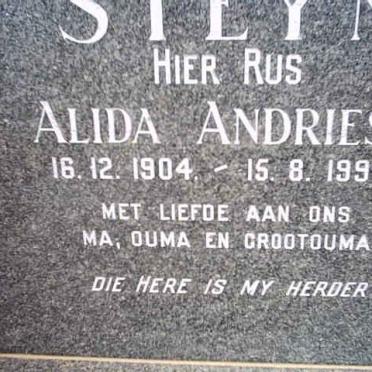 STEYN
HIER RUS
ALIDA ANDRIES
16. 12. 1904. - 15. 8. 199
MET LIEFDE AAN ONS
MA, OUMA EN GROOTOUMA
DIE HERE IS MY HERDER